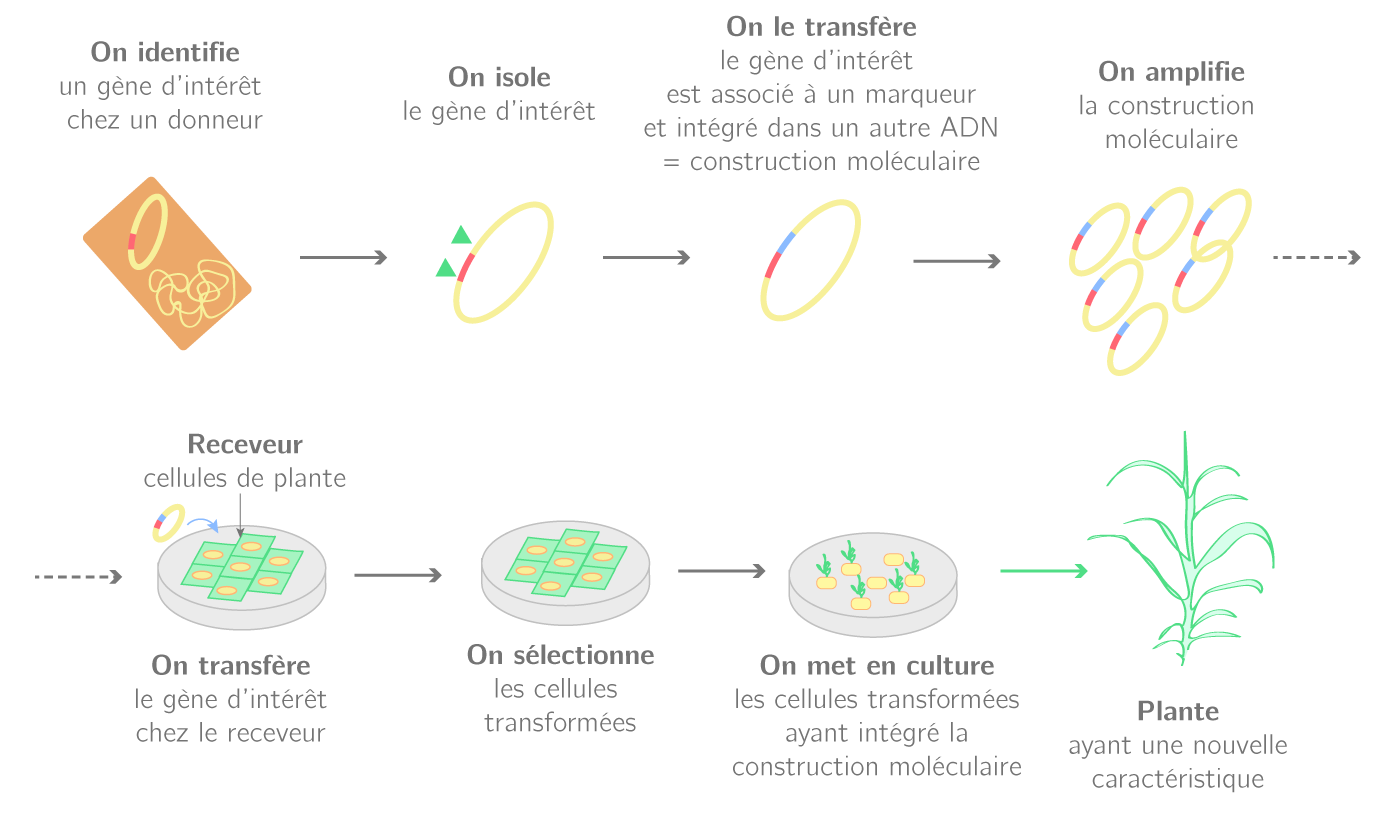 On identifie
un gène d'intérêt
chez un donneur
On isole
le gène d'intérêt
On le transfère
le gène d'intérêt
est associé à un marqueur
et intégré dans un autre ADN
= construction moléculaire
On amplifie
la construction
moléculaire
Receveur
cellules de plante
On transfère
le gène d'intérêt
chez le receveur
On sélectionne
les cellules
transformées
On met en culture
les cellules transformées
ayant intégré la
construction moléculaire
Plante
ayant une nouvelle
caractéristique